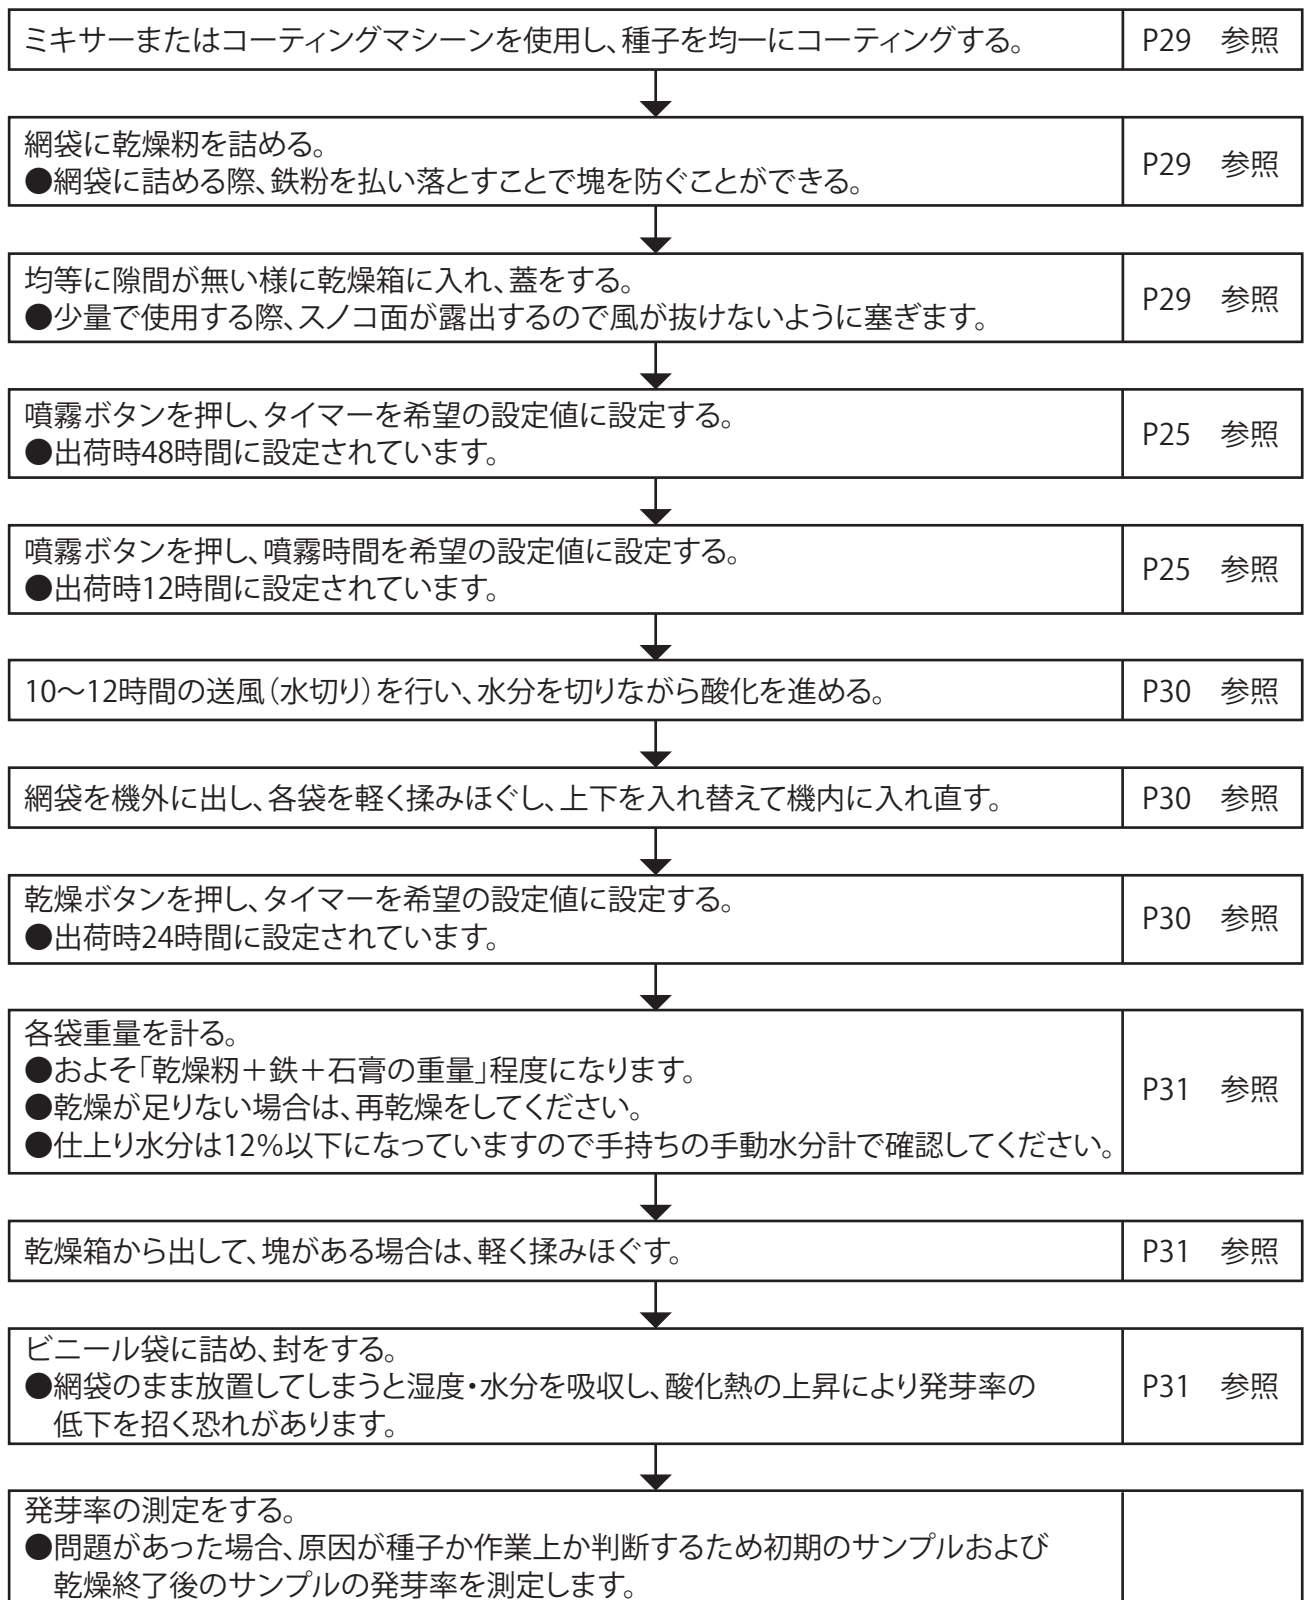 ミキサーまたはコーティングマシーンを使用し、種子を均一にコーティングする。
P29　参照
網袋に乾燥籾を詰める。
●網袋に詰める際、鉄粉を払い落とすことで塊を防ぐことができる。
P29　参照
均等に隙間が無い様に乾燥箱に入れ、蓋をする。
●少量で使用する際、スノコ面が露出するので風が抜けないように塞ぎます。
P29　参照
噴霧ボタンを押し、タイマーを希望の設定値に設定する。
●出荷時48時間に設定されています。
P25　参照
噴霧ボタンを押し、噴霧時間を希望の設定値に設定する。
●出荷時12時間に設定されています。
P25　参照
10～12時間の送風（水切り）を行い、水分を切りながら酸化を進める。
P30　参照
網袋を機外に出し、各袋を軽く揉みほぐし、上下を入れ替えて機内に入れ直す。
P30　参照
乾燥ボタンを押し、タイマーを希望の設定値に設定する。
●出荷時24時間に設定されています。
P30　参照
各袋重量を計る。
●およそ「乾燥籾＋鉄＋石膏の重量」程度になります。
●乾燥が足りない場合は、再乾燥をしてください。
●仕上り水分は12％以下になっていますので手持ちの手動水分計で確認してください。
P31　参照
乾燥箱から出して、塊がある場合は、軽く揉みほぐす。
P31　参照
ビニール袋に詰め、封をする。
●網袋のまま放置してしまうと湿度・水分を吸収し、酸化熱の上昇により発芽率の
低下を招く恐れがあります。
P31　参照
発芽率の測定をする。
●問題があった場合、原因が種子か作業上か判断するため初期のサンプルおよび
乾燥終了後のサンプルの発芽率を測定します。